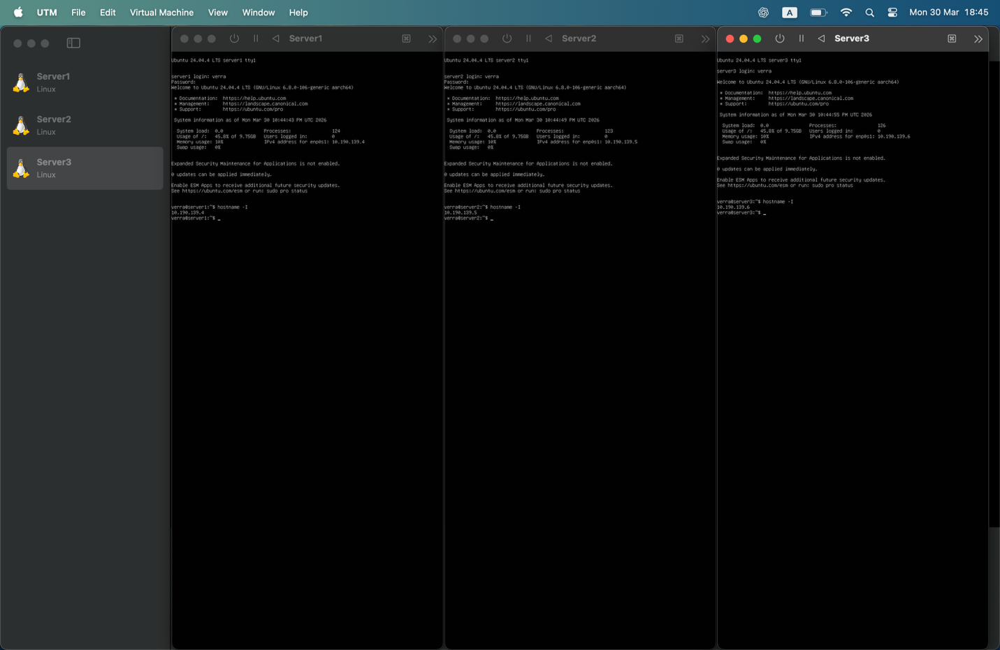 UTM File Edit Virtual Machine View Window Help A Mon 30 Mar 18:45
Server1
Linux
Server2
Linux
Server3
Linux
Server1
Ubuntu 24.04.4 LTS server1 tty1
server1 login: verra
Password:
Welcome to Ubuntu 24.04.4 LTS (GNU/Linux 6.8.0-106-generic aarch64)
* Documentation: https://help.ubuntu.com
* Management: https://landscape.canonical.com
* Support: https://ubuntu.com/pro
System information as of Mon Mar 30 10:44:43 PM UTC 2026
System load: 0.0 Processes: 124
Usage of /: 45.8% of 9.75GB Users logged in: 0
Memory usage: 10% IPv4 address for enp0s1: 10.190.139.4
Swap usage: 0%
Expanded Security Maintenance for Applications is not enabled.
0 updates can be applied immediately.
Enable ESM Apps to receive additional future security updates.
See https://ubuntu.com/esm or run: sudo pro status
verra@server1:~$ hostname -I
10.190.139.4
verra@server1:~$ _
Server2
Ubuntu 24.04.4 LTS server2 tty1
server2 login: verra
Password:
Welcome to Ubuntu 24.04.4 LTS (GNU/Linux 6.8.0-106-generic aarch64)
* Documentation: https://help.ubuntu.com
* Management: https://landscape.canonical.com
* Support: https://ubuntu.com/pro
System information as of Mon Mar 30 10:44:49 PM UTC 2026
System load: 0.0 Processes: 123
Usage of /: 45.8% of 9.75GB Users logged in: 0
Memory usage: 10% IPv4 address for enp0s1: 10.190.139.5
Swap usage: 0%
Expanded Security Maintenance for Applications is not enabled.
0 updates can be applied immediately.
Enable ESM Apps to receive additional future security updates.
See https://ubuntu.com/esm or run: sudo pro status
verra@server2:~$ hostname -I
10.190.139.5
verra@server2:~$ _
Server3
Ubuntu 24.04.4 LTS server3 tty1
server3 login: verra
Welcome to Ubuntu 24.04.4 LTS (GNU/Linux 6.8.0-106-generic aarch64)
* Documentation: https://help.ubuntu.com
* Management: https://landscape.canonical.com
* Support: https://ubuntu.com/pro
System information as of Mon Mar 30 10:44:55 PM UTC 2026
System load: 0.0 Processes: 126
Usage of /: 45.8% of 9.75GB Users logged in: 0
Memory usage: 10% IPv4 address for enp0s1: 10.190.139.6
Swap usage: 0%
Expanded Security Maintenance for Applications is not enabled.
0 updates can be applied immediately.
Enable ESM Apps to receive additional future security updates.
See https://ubuntu.com/esm or run: sudo pro status
verra@server3:~$ hostname -I
10.190.139.6
verra@server3:~$ _